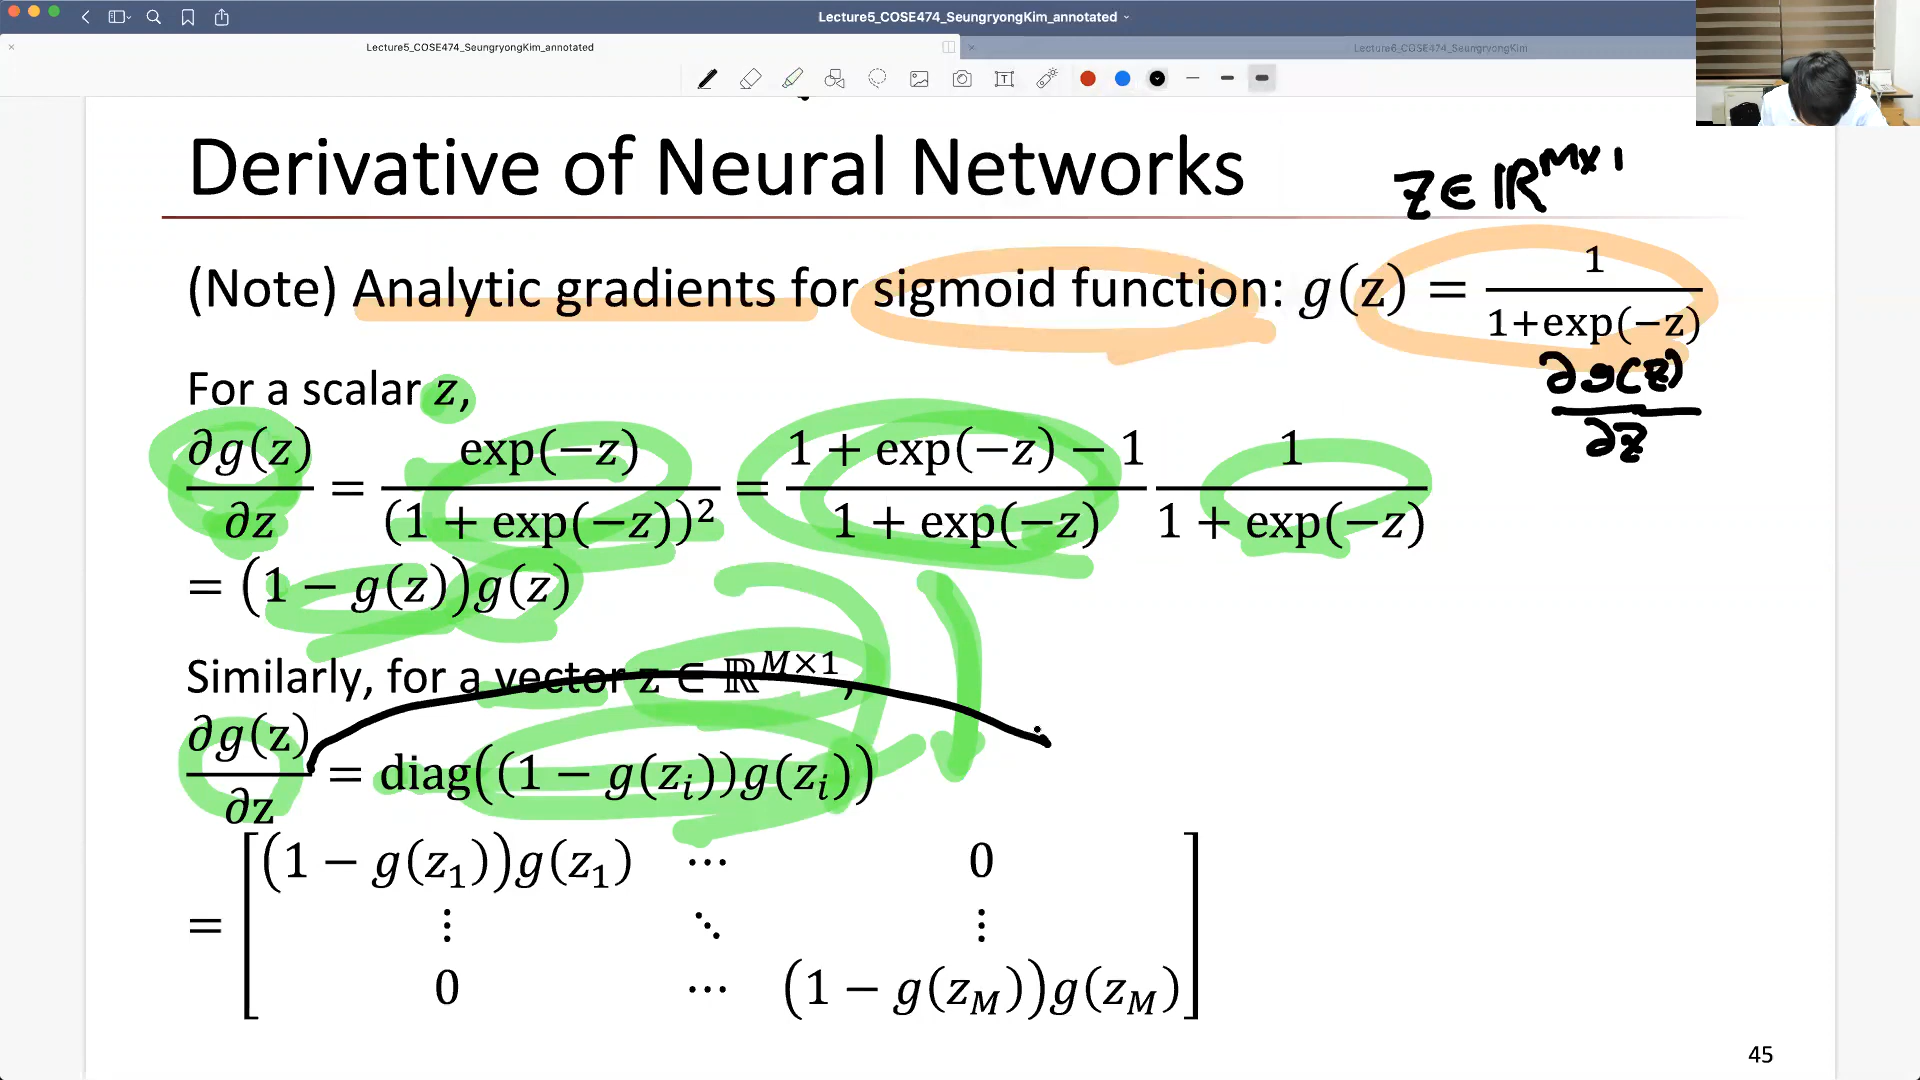 Lecture5_COSE474_SeungryongKim_annotated
Lecture5_COSE474_SeungryongKim_annotated
Lecture6_COSE474_SeungryongKim
Derivative of Neural Networks
z ∈ ℝ^{M×1}
(Note) Analytic gradients for sigmoid function: g(z) = 1/(1+exp(−z))
∂g(z)/∂z
For a scalar z,
∂g(z)/∂z = exp(−z)/(1 + exp(−z))² = (1 + exp(−z) − 1)/(1 + exp(−z)) 1/(1 + exp(−z))
= (1 − g(z))g(z)
Similarly, for a vector z ∈ ℝ^{M×1},
∂g(z)/∂z = diag((1 − g(z_i))g(z_i))
(1 − g(z_1))g(z_1) ⋯ 0
= [⋮ ⋱ ⋮]
0 ⋯ (1 − g(z_M))g(z_M)
45